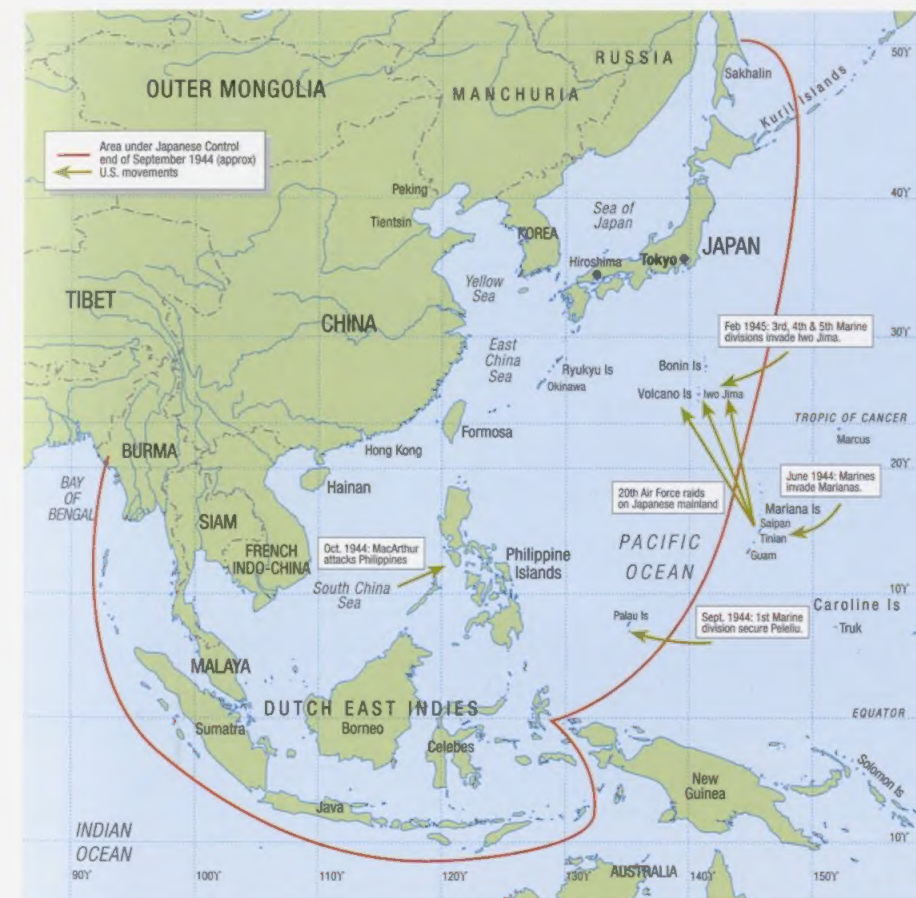 RUSSIA
50°
Sakhalin
OUTER MONGOLIA
MANCHURIA
Kuril Islands
Area under Japanese Control
end of September 1944 (approx)
U.S. movements
Peking
40°
Tientsin
Sea of
Japan
KOREA
JAPAN
Hiroshima
Tokyo
Yellow
Sea
TIBET
CHINA
Feb 1945: 3rd, 4th & 5th Marine
divisions invade Iwo Jima.
30°
East
China
Sea
Ryukyu Is
Okinawa
Bonin Is
Volcano Is
Iwo Jima
TROPIC OF CANCER
Marcus
Formosa
BURMA
Hong Kong
20°
BAY
OF
BENGAL
Hainan
June 1944: Marines
invade Marianas.
20th Air Force raids
on Japanese mainland
Mariana Is
Saipan
Tinian
Guam
SIAM
FRENCH
INDO-CHINA
Oct. 1944: MacArthur
attacks Philippines
Philippine
Islands
PACIFIC
OCEAN
South China
Sea
10°
Caroline Is
Palau Is
Sept. 1944: 1st Marine
division secure Peleliu.
Truk
MALAYA
DUTCH EAST INDIES
EQUATOR
Sumatra
Borneo
Celebes
New
Guinea
Solomon Is
Java
INDIAN
OCEAN
10°
AUSTRALIA
90°
100°
110°
120°
130°
140°
150°